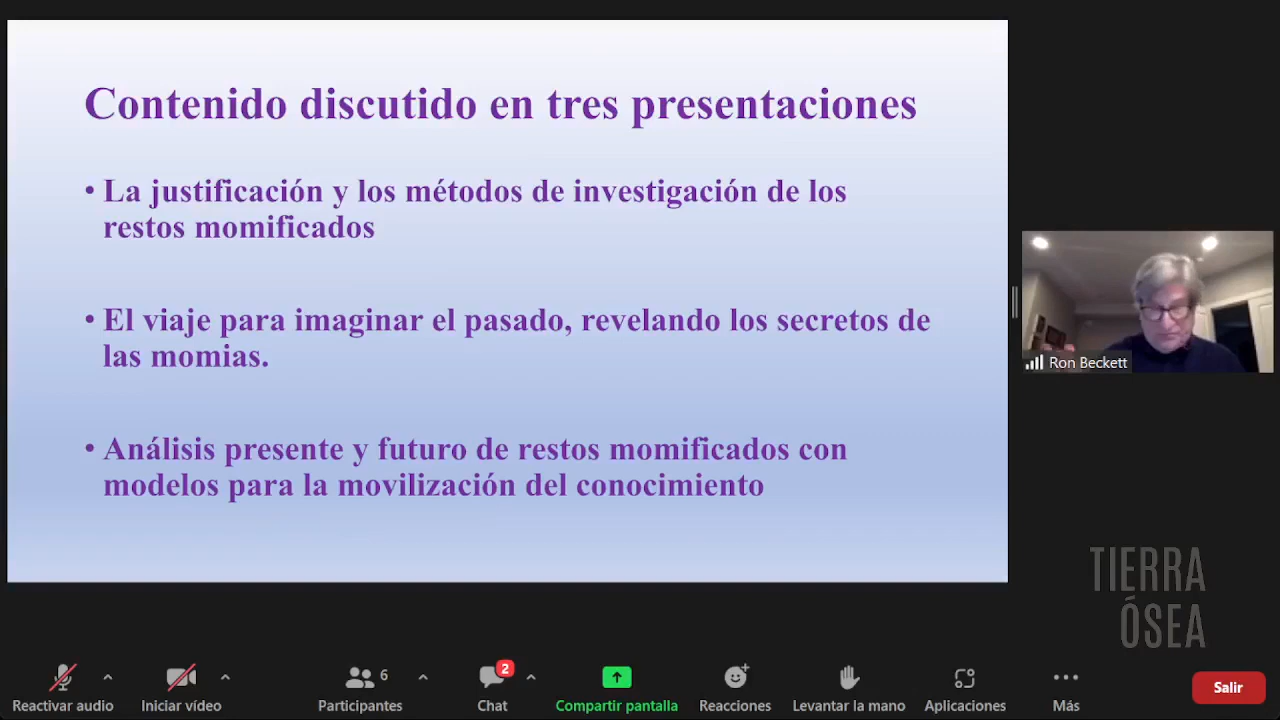 Contenido discutido en tres presentaciones
• La justificación y los métodos de investigación de los
restos momificados
• El viaje para imaginar el pasado, revelando los secretos de
las momias.
• Análisis presente y futuro de restos momificados con
modelos para la movilización del conocimiento
Ron Beckett
TIERRA
ÓSEA
6
2
Reactivar audio
Iniciar vídeo
Participantes
Chat
Compartir pantalla
Reacciones
Levantar la mano
Aplicaciones
Más
Salir